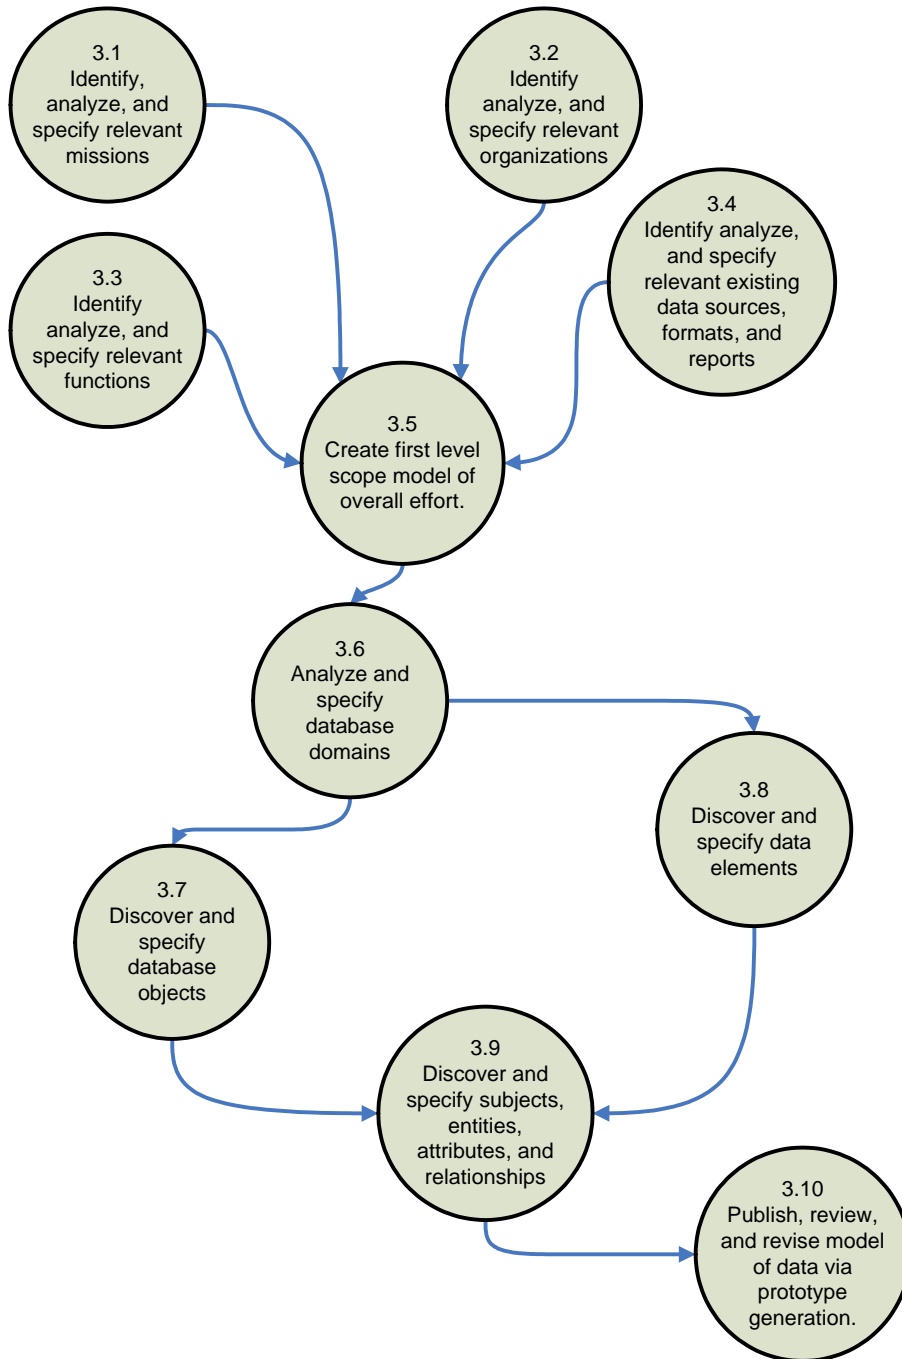 3.1
Identify,
analyze, and
specify relevant
missions
3.2
Identify
analyze, and
specify relevant
organizations
3.3
Identify
analyze, and
specify relevant
functions
3.4
Identify analyze,
and specify
relevant existing
data sources,
formats, and
reports
3.5
Create first level
scope model of
overall effort.
3.6
Analyze and
specify
database
domains
3.7
Discover and
specify
database
objects
3.8
Discover and
specify data
elements
3.9
Discover and
specify subjects,
entities,
attributes, and
relationships
3.10
Publish, review,
and revise model
of data via
prototype
generation.